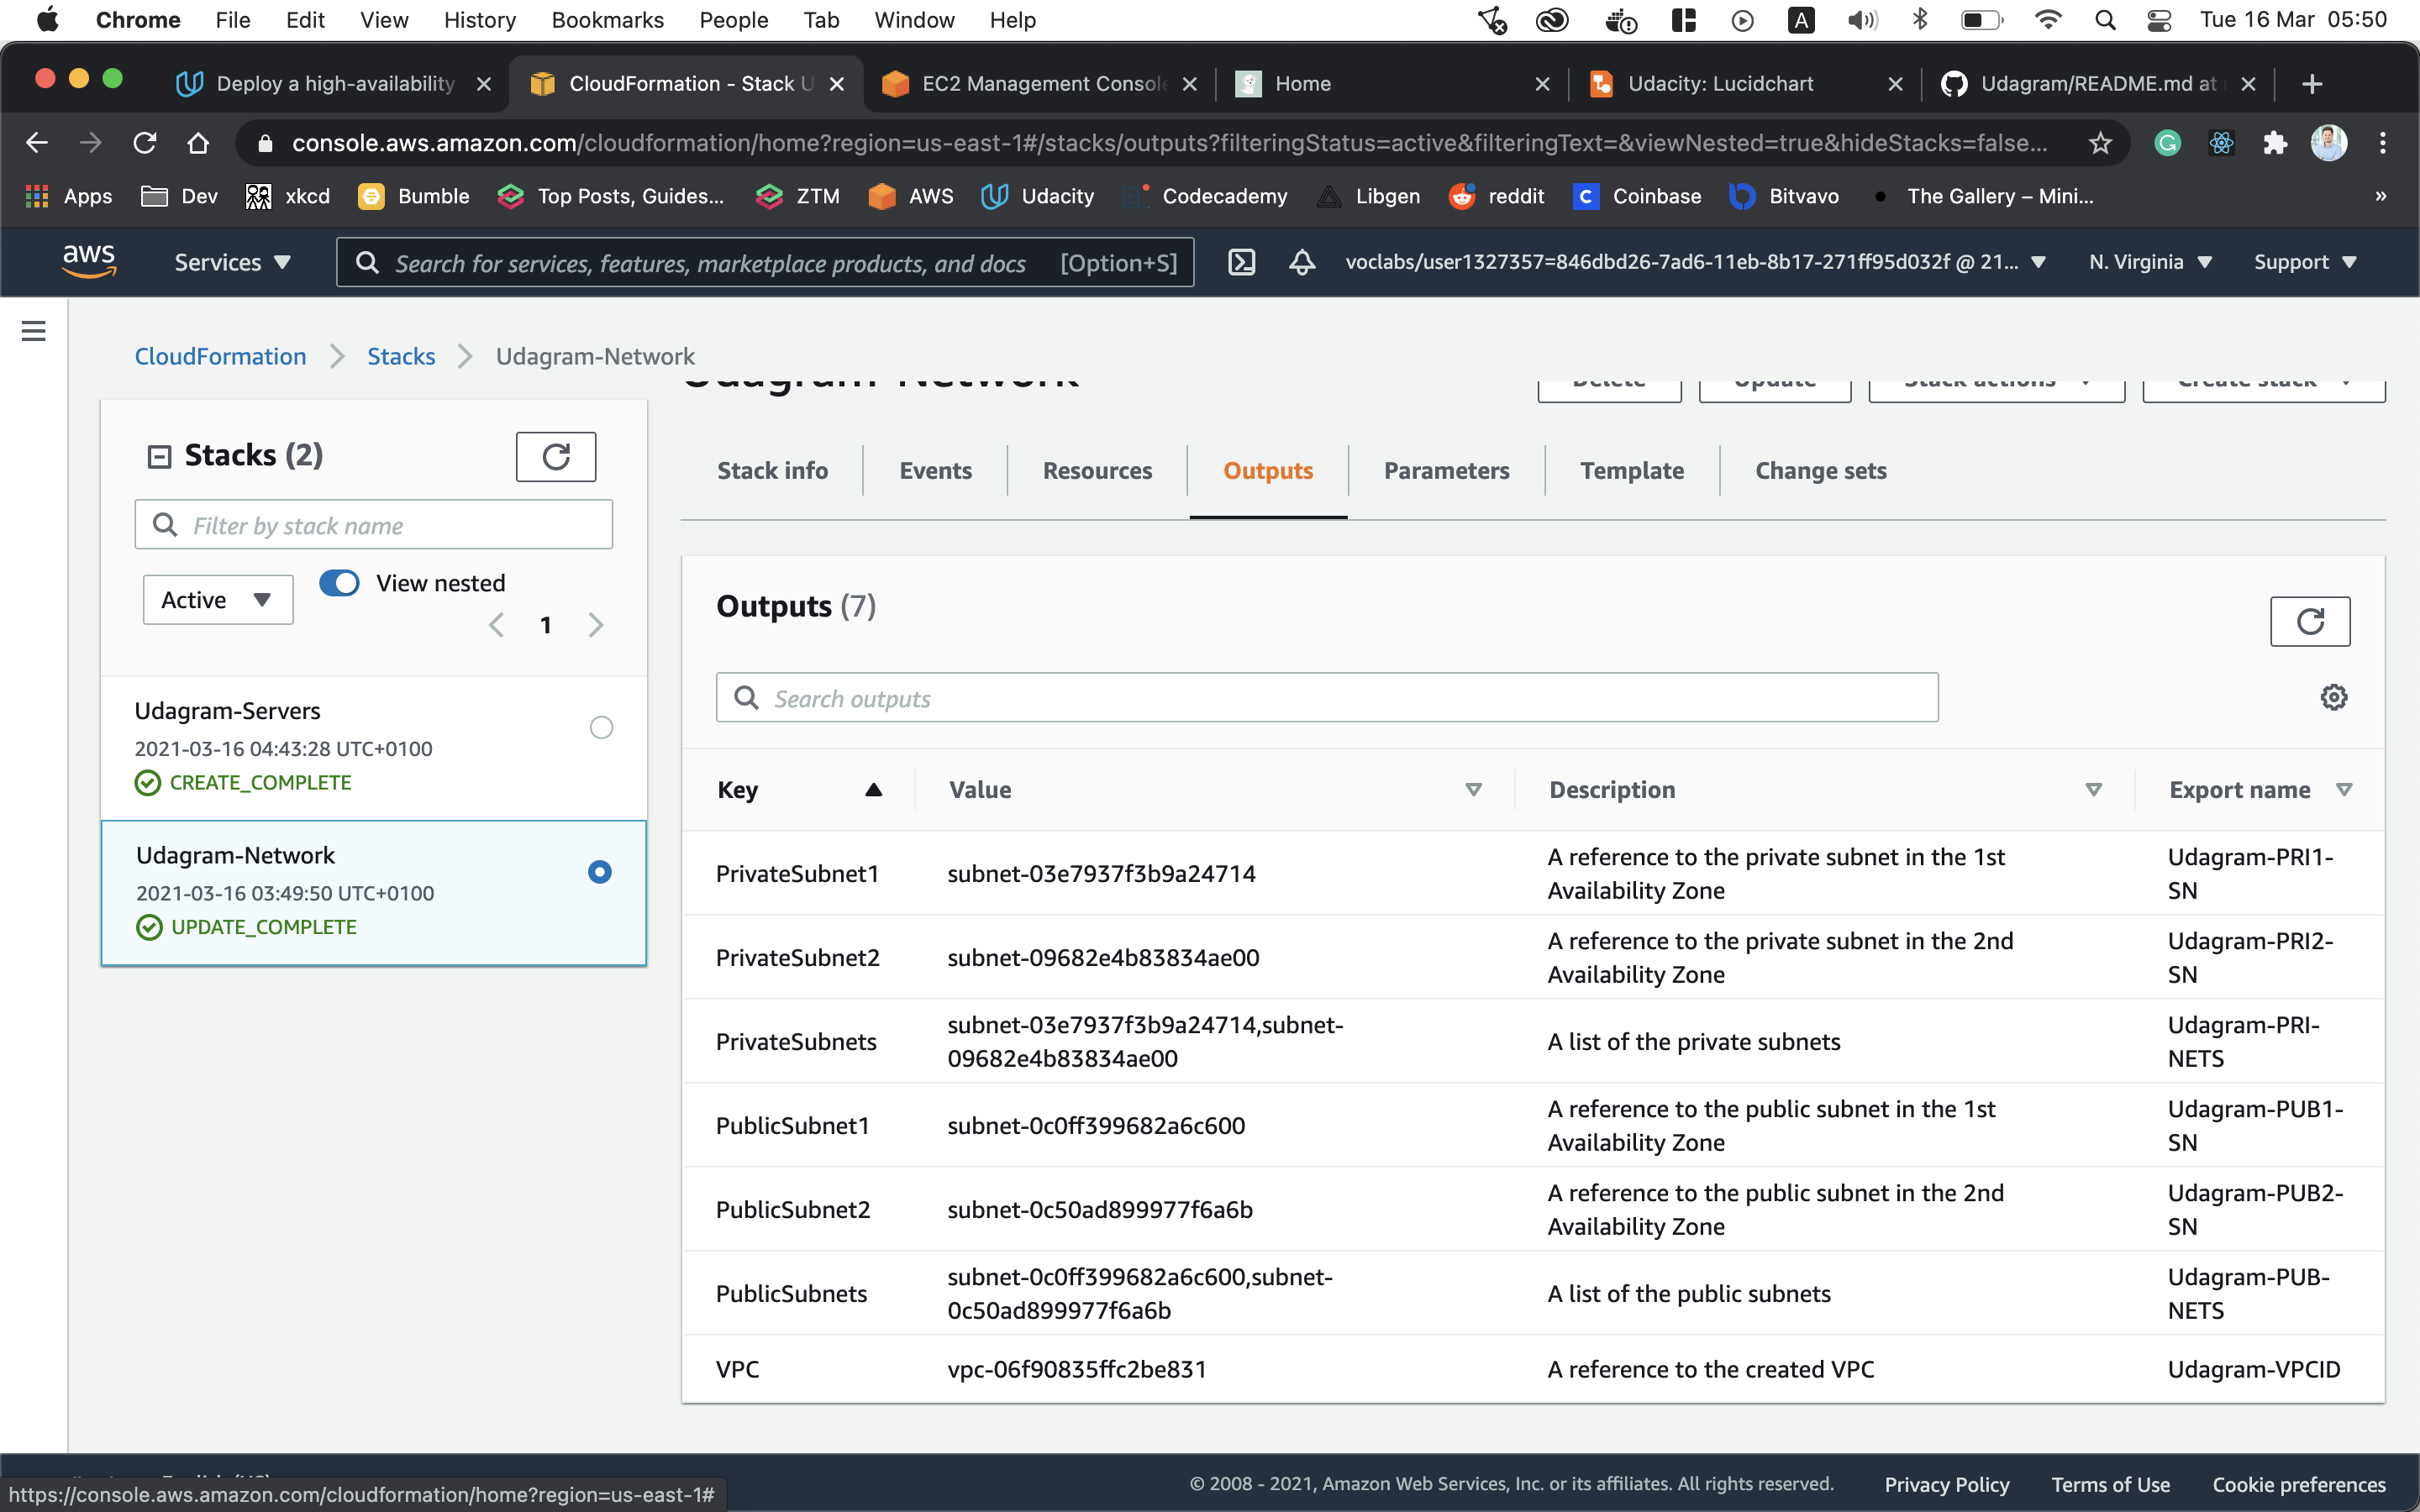 Chrome File Edit View History Bookmarks People Tab Window Help A Tue 16 Mar 05:50
Deploy a high-availability CloudFormation - Stack U EC2 Management Console Home Udacity: Lucidchart Udagram/README.md at
console.aws.amazon.com/cloudformation/home?region=us-east-1#/stacks/outputs?filteringStatus=active&filteringText=&viewNested=true&hideStacks=false...
Apps Dev xkcd Bumble Top Posts, Guides... ZTM AWS Udacity Codecademy Libgen reddit Coinbase Bitvavo The Gallery – Mini... »
aws Services Search for services, features, marketplace products, and docs [Option+S] voclabs/user1327357=846dbd26-7ad6-11eb-8b17-271ff95d032f @ 21... N. Virginia Support
CloudFormation Stacks Udagram-Network
Udagram-Network Delete Update Stack actions Create stack
Stacks (2)
Filter by stack name
Active View nested
1
Udagram-Servers
2021-03-16 04:43:28 UTC+0100
CREATE_COMPLETE
Udagram-Network
2021-03-16 03:49:50 UTC+0100
UPDATE_COMPLETE
Stack info Events Resources Outputs Parameters Template Change sets
Outputs (7)
Search outputs
Key Value Description Export name
PrivateSubnet1 subnet-03e7937f3b9a24714 A reference to the private subnet in the 1st Availability Zone Udagram-PRI1-SN
PrivateSubnet2 subnet-09682e4b83834ae00 A reference to the private subnet in the 2nd Availability Zone Udagram-PRI2-SN
PrivateSubnets subnet-03e7937f3b9a24714,subnet-09682e4b83834ae00 A list of the private subnets Udagram-PRI-NETS
PublicSubnet1 subnet-0c0ff399682a6c600 A reference to the public subnet in the 1st Availability Zone Udagram-PUB1-SN
PublicSubnet2 subnet-0c50ad899977f6a6b A reference to the public subnet in the 2nd Availability Zone Udagram-PUB2-SN
PublicSubnets subnet-0c0ff399682a6c600,subnet-0c50ad899977f6a6b A list of the public subnets Udagram-PUB-NETS
VPC vpc-06f90835ffc2be831 A reference to the created VPC Udagram-VPCID
© 2008 - 2021, Amazon Web Services, Inc. or its affiliates. All rights reserved. Privacy Policy Terms of Use Cookie preferences
https://console.aws.amazon.com/cloudformation/home?region=us-east-1#